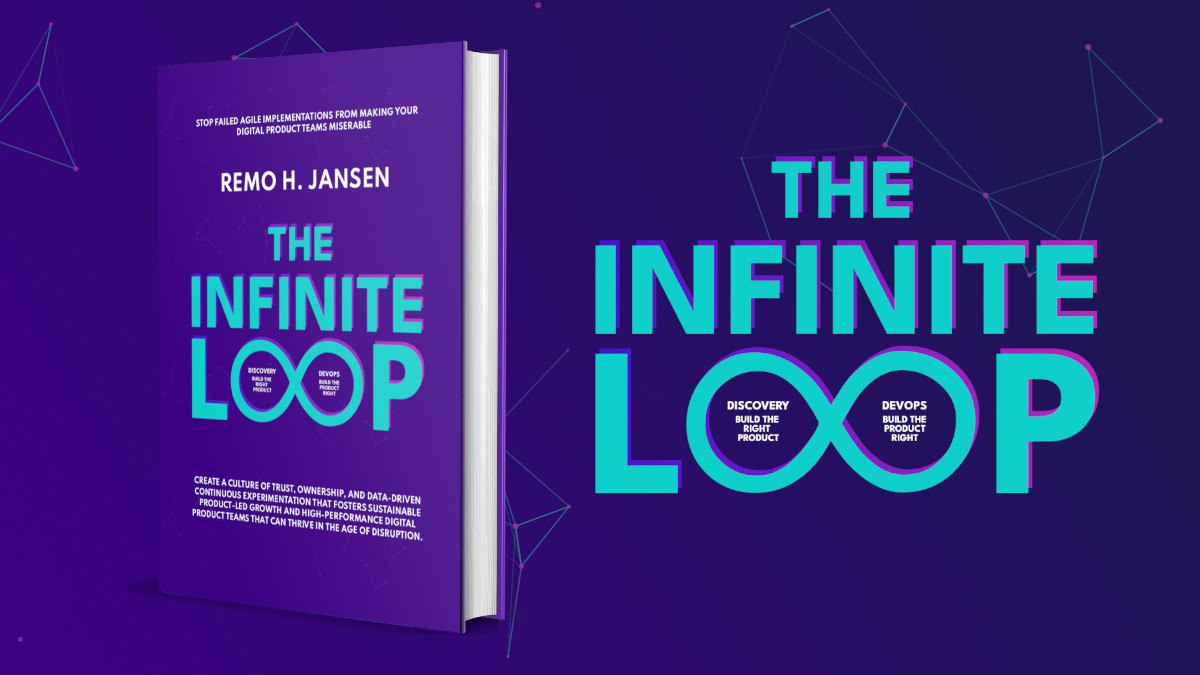 STOP FAILED AGILE IMPLEMENTATIONS FROM MAKING YOUR
DIGITAL PRODUCT TEAMS MISERABLE
REMO H. JANSEN
THE
INFINITE
LOOP
DISCOVERY
BUILD THE
RIGHT
PRODUCT
DEVOPS
BUILD THE
PRODUCT
RIGHT
CREATE A CULTURE OF TRUST, OWNERSHIP, AND DATA-DRIVEN
CONTINUOUS EXPERIMENTATION THAT FOSTERS SUSTAINABLE
PRODUCT-LED GROWTH AND HIGH-PERFORMANCE DIGITAL
PRODUCT TEAMS THAT CAN THRIVE IN THE AGE OF DISRUPTION.
THE
INFINITE
LOOP
DISCOVERY
BUILD THE
RIGHT
PRODUCT
DEVOPS
BUILD THE
PRODUCT
RIGHT